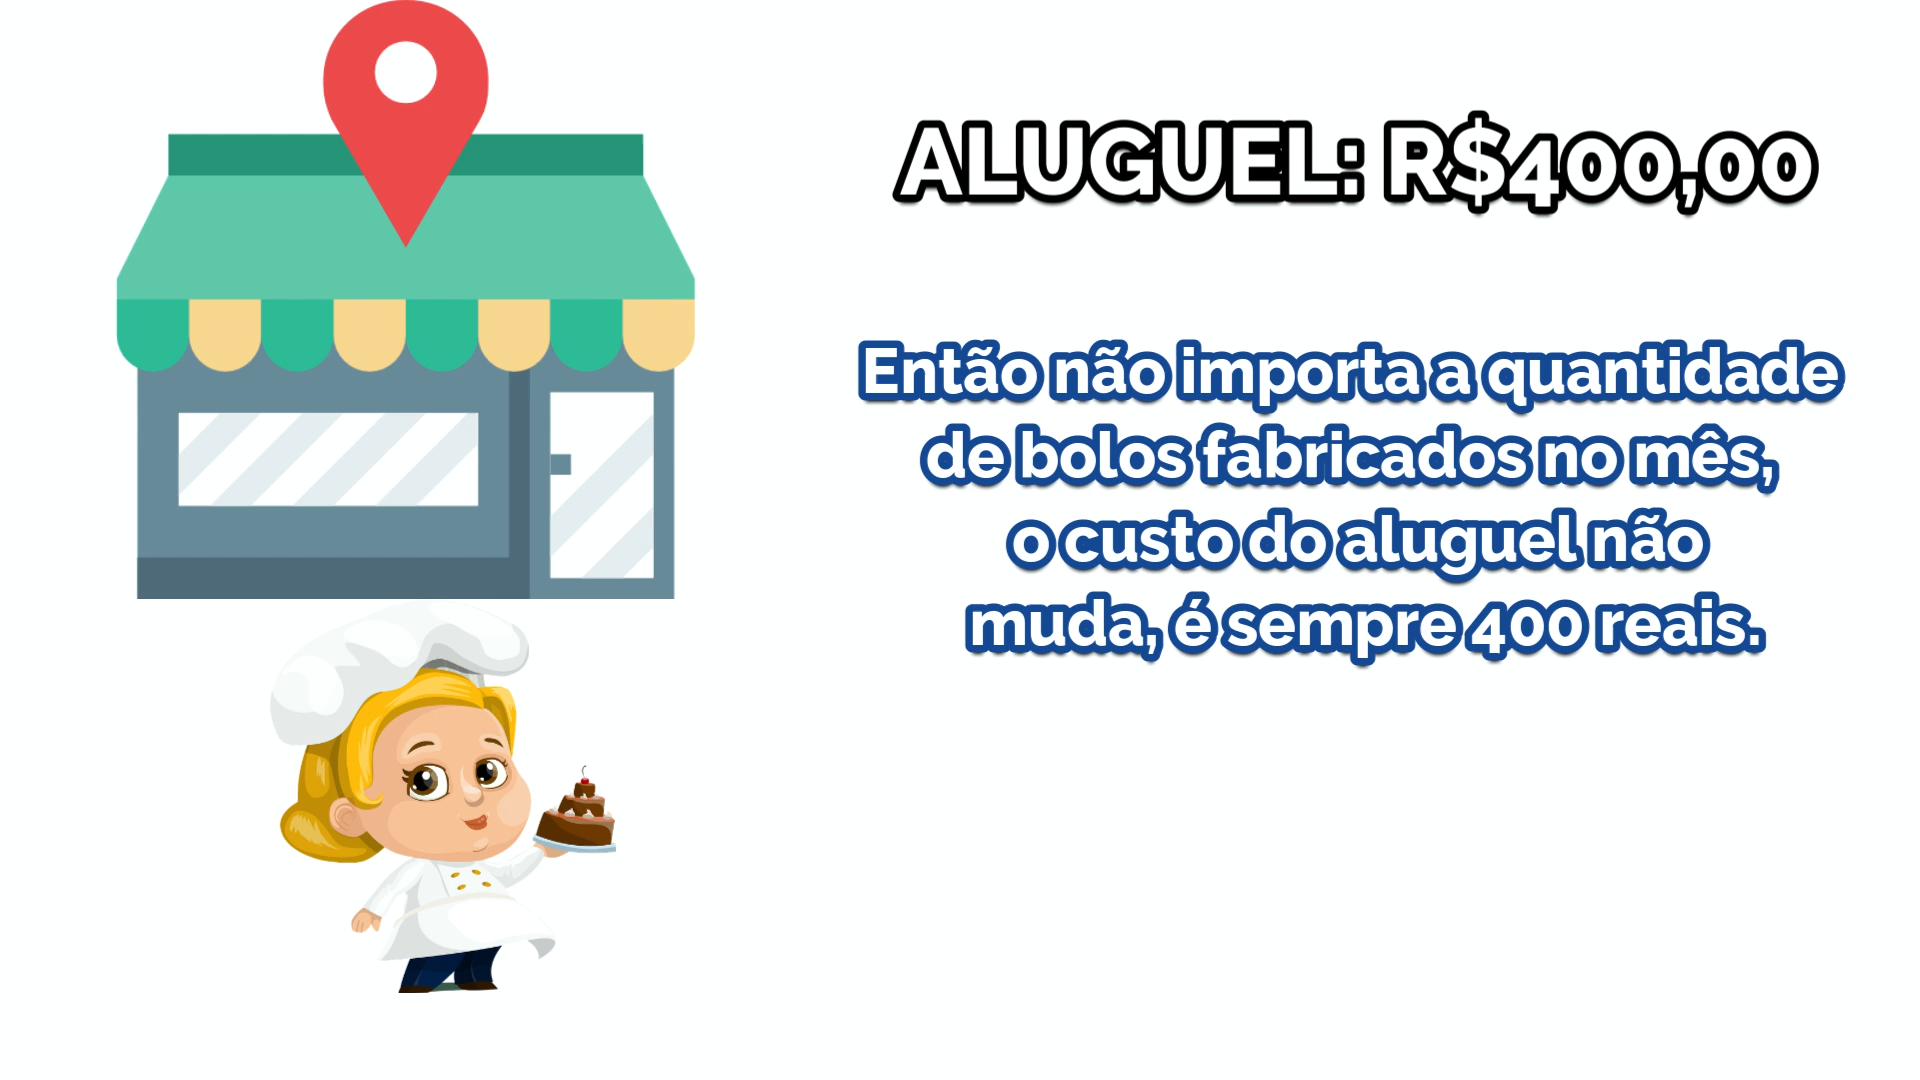 ALUGUEL: R$400,00
Então não importa a quantidade
de bolos fabricados no mês,
o custo do aluguel não
muda, é sempre 400 reais.